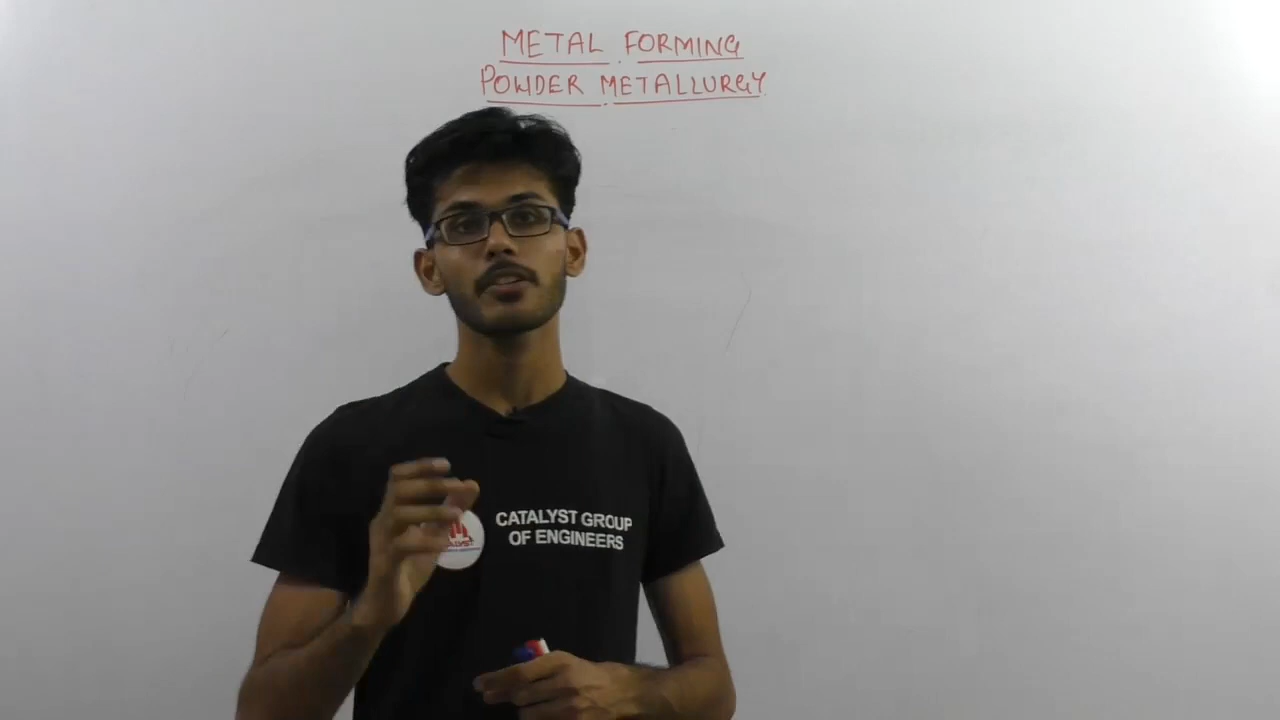 METAL FORMING
POWDER METALLURGY
CATALYST GROUP
OF ENGINEERS